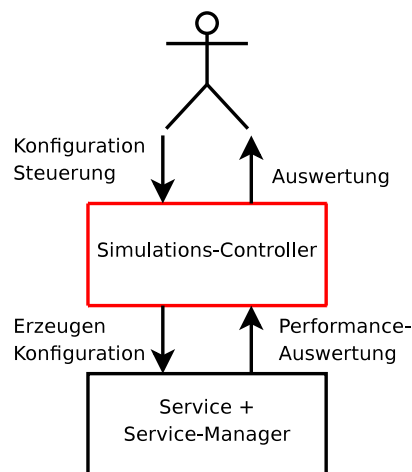 Konfiguration
Steuerung
Auswertung
Simulations-Controller
Erzeugen
Konfiguration
Performance-
Auswertung
Service +
Service-Manager